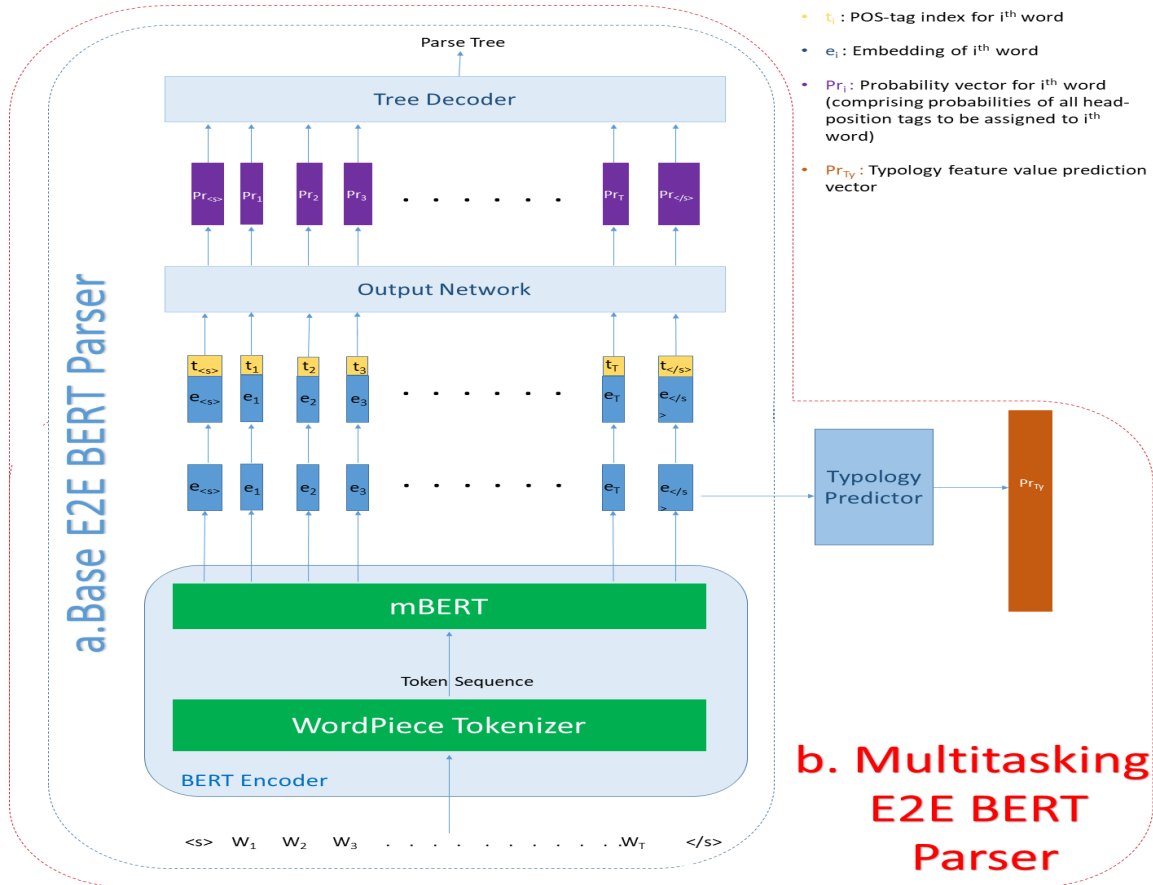 Parse Tree
Tree Decoder
Pr<s> Pr1 Pr2 Pr3 . . . . . . PrT Pr</s>
Output Network
t<s> t1 t2 t3 tT t</s>
e<s> e1 e2 e3 . . . . . . eT e</s>
e<s> e1 e2 e3 . . . . . . eT e</s>
mBERT
Token Sequence
WordPiece Tokenizer
BERT Encoder
<s> W1 W2 W3 . . . . . . . . . . . .WT </s>
a.Base E2E BERT Parser
• ti : POS-tag index for ith word
• ei : Embedding of ith word
• Pri : Probability vector for ith word
(comprising probabilities of all head-
position tags to be assigned to ith
word)
• PrTy : Typology feature value prediction
vector
Typology
Predictor
PrTy
b. Multitasking
E2E BERT
Parser